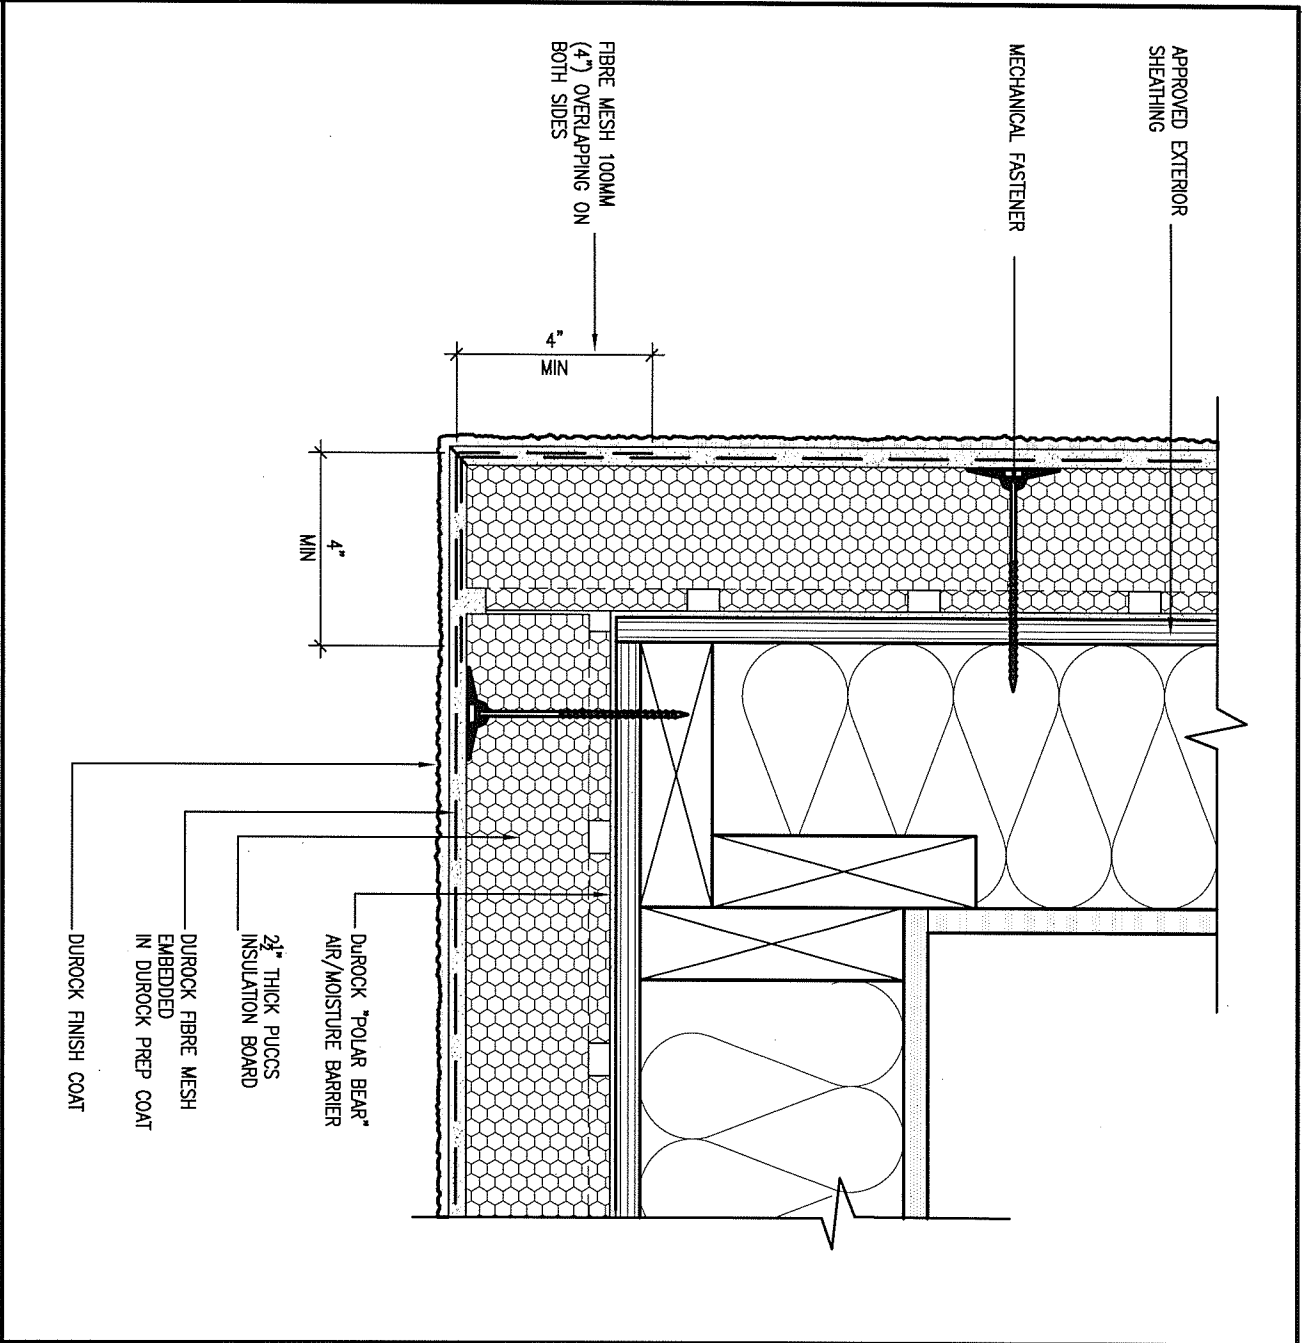 APPROVED EXTERIOR
SHEATHING
MECHANICAL FASTENER
FIBRE MESH 100MM
(4") OVERLAPPING ON
BOTH SIDES
4"
MIN
4"
MIN
DuROCK "POLAR BEAR"
AIR/MOISTURE BARRIER
2½" THICK PUCCS
INSULATION BOARD
DUROCK FIBRE MESH
EMBEDDED
IN DUROCK PREP COAT
DUROCK FINISH COAT